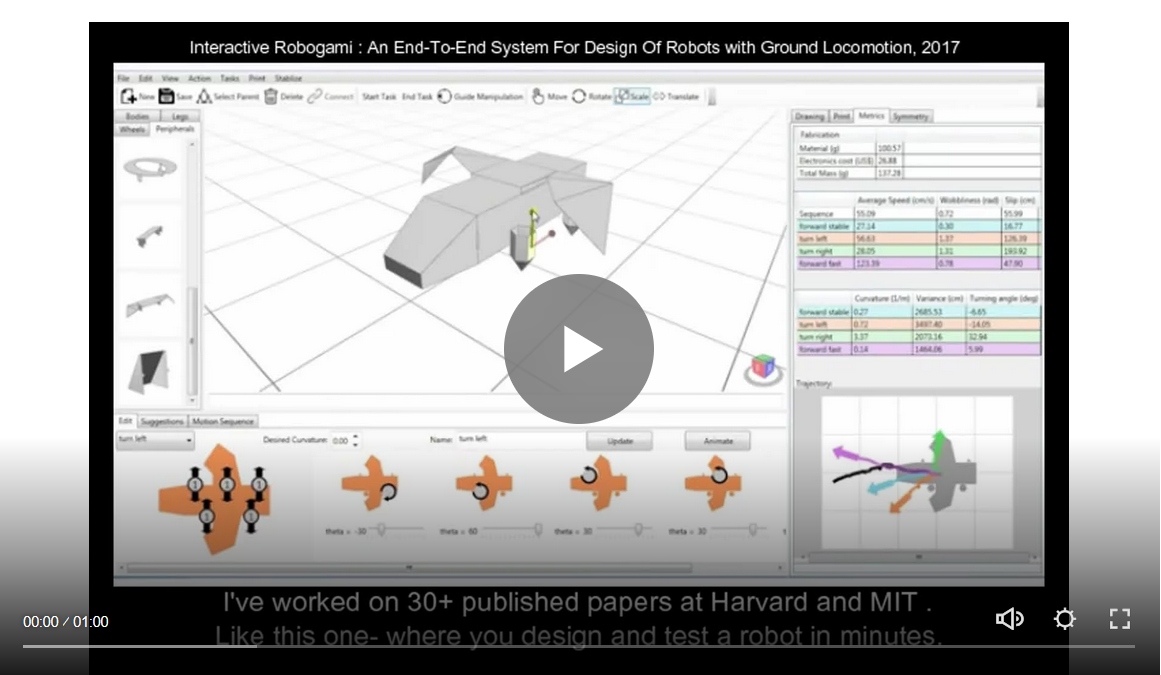 Interactive Robogami : An End-To-End System For Design Of Robots with Ground Locomotion, 2017
File Edit View Action Tasks Print Stabilise
New Save Select Parent Delete Connect Start Task End Task Guide Manipulation Move Rotate Scale Translate
Bodies Legs
Wheels Peripherals
Drawing Print Metrics Symmetry
Fabrication
Material (g) 100.57
Electronics cost (US$) 26.88
Total Mass (g) 137.28
Average Speed (cm/s) Wobbliness (rad) Slip (cm)
Sequence 55.09 0.72 55.99
forward stable 27.14 0.30 16.77
turn left 56.63 1.37 126.39
turn right 28.05 1.31 193.92
forward fast 123.39 0.78 47.90
Curvature (1/m) Variance (cm) Turning angle (deg)
forward stable 0.27 2685.53 -6.65
turn left 0.72 3497.40 -14.05
turn right 3.37 2073.16 32.94
forward fast 0.14 1464.06 5.99
Trajectory:
Edit Suggestions Motion Sequence
turn left Desired Curvature: 0.00 Name: turn left Update Animate
1 1 1
1 1
theta = -30 theta = 60 theta = 30 theta = 30
I've worked on 30+ published papers at Harvard and MIT .
Like this one- where you design and test a robot in minutes.
00:00 / 01:00